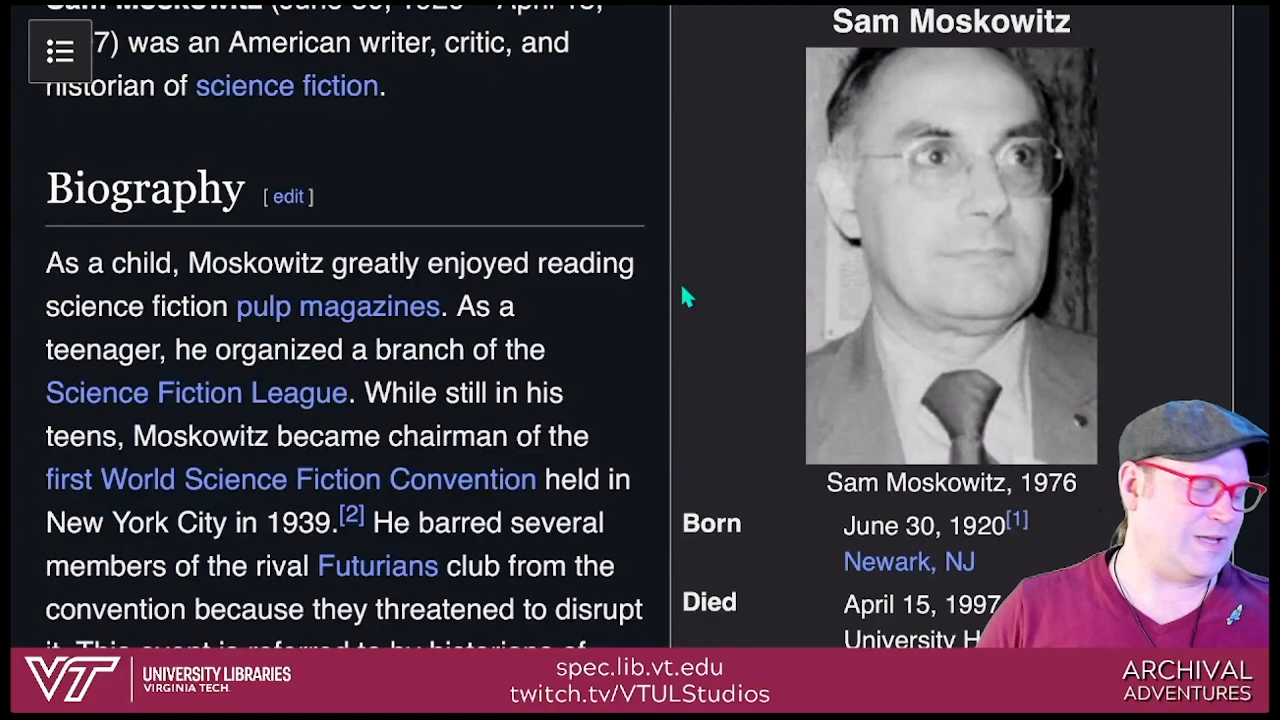 7) was an American writer, critic, and
historian of science fiction.
Biography [ edit ]
As a child, Moskowitz greatly enjoyed reading
science fiction pulp magazines. As a
teenager, he organized a branch of the
Science Fiction League. While still in his
teens, Moskowitz became chairman of the
first World Science Fiction Convention held in
New York City in 1939.[2] He barred several
members of the rival Futurians club from the
convention because they threatened to disrupt
Sam Moskowitz
Sam Moskowitz, 1976
Born June 30, 1920[1]
Newark, NJ
Died April 15, 1997
University H
VT UNIVERSITY LIBRARIES
VIRGINIA TECH.
spec.lib.vt.edu
twitch.tv/VTULStudios
ARCHIVAL
ADVENTURES